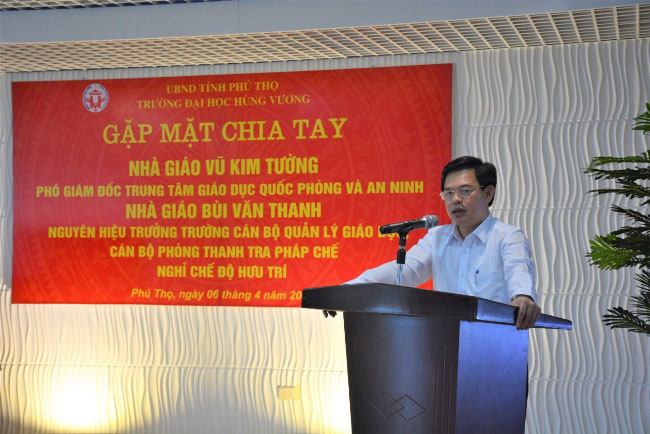 UBND TỈNH PHÚ THỌ
TRƯỜNG ĐẠI HỌC HÙNG VƯƠNG
GẶP MẶT CHIA TAY
NHÀ GIÁO VŨ KIM TƯỜNG
PHÓ GIÁM ĐỐC TRUNG TÂM GIÁO DỤC QUỐC PHÒNG VÀ AN NINH
NHÀ GIÁO BÙI VĂN THANH
NGUYÊN HIỆU TRƯỞNG TRƯỜNG CÁN BỘ QUẢN LÝ GIÁO
CÁN BỘ PHÒNG THANH TRA PHÁP CHẾ
NGHỈ CHẾ ĐỘ HƯU TRÍ
Phú Thọ, ngày 06 tháng 4 năm